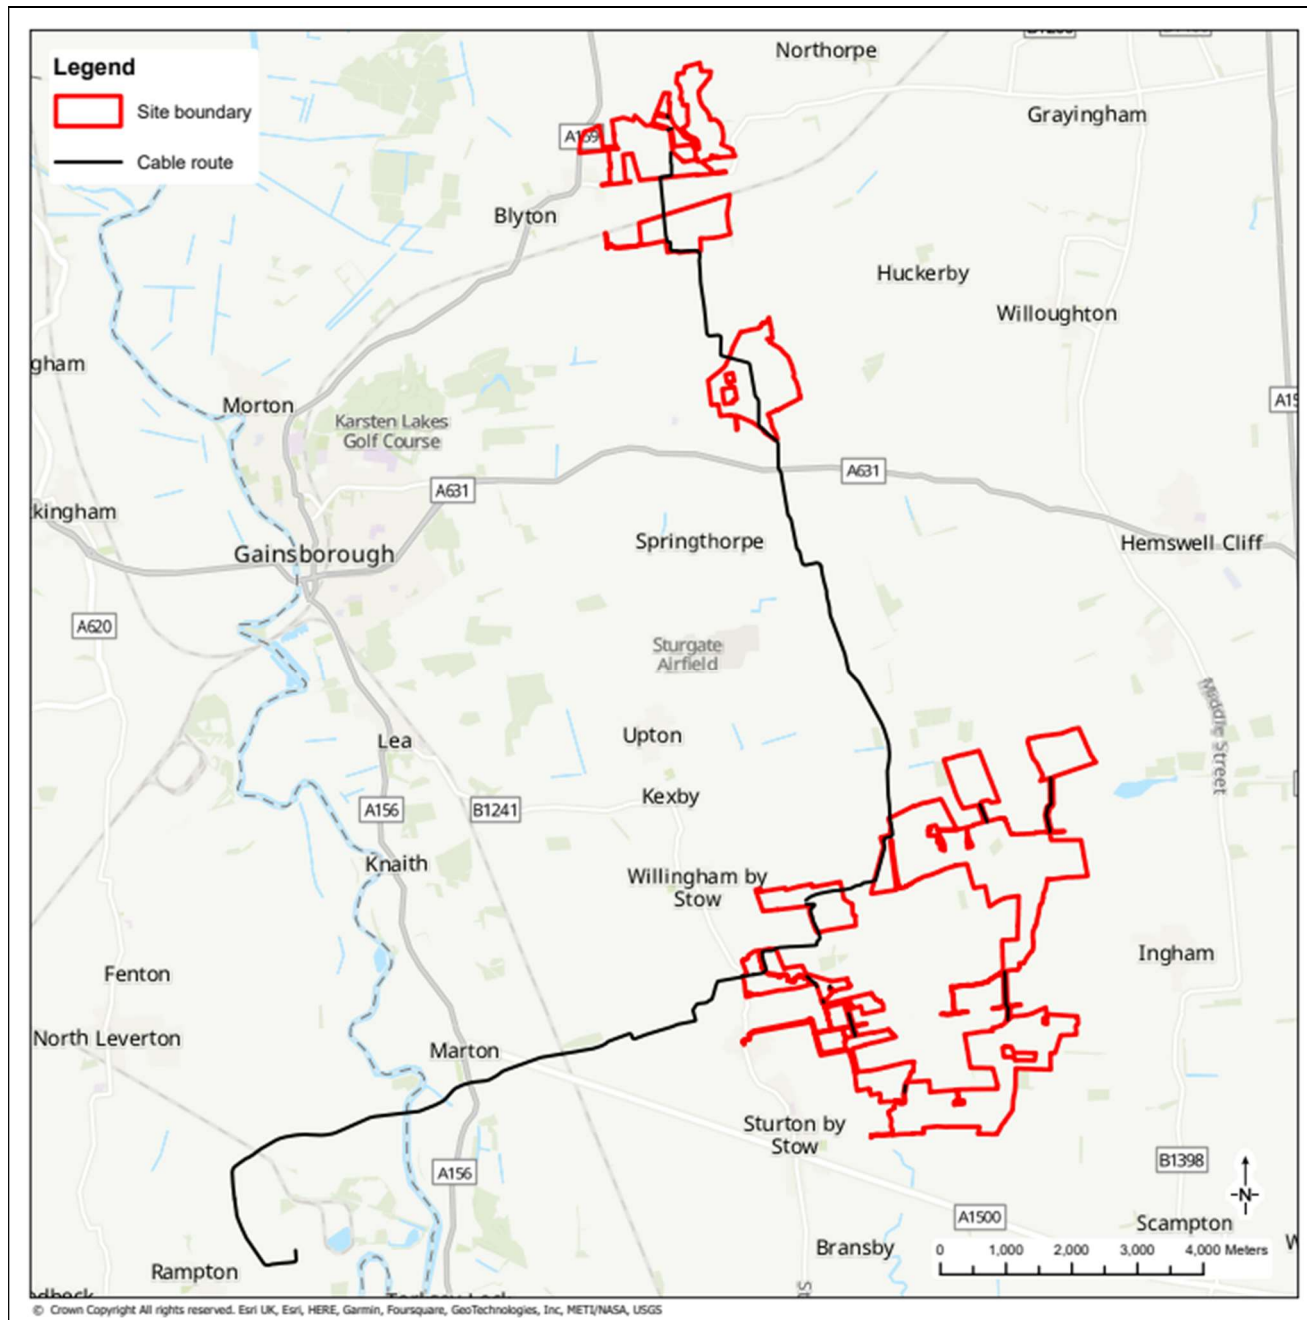 Legend
Site boundary
Cable route
Northorpe
Grayingham
A159
Blyton
Huckerby
Willoughton
gham
Morton
Karsten Lakes
Golf Course
A15
A631
A631
kingham
Springthorpe
Hemswell Cliff
Gainsborough
A620
Sturgate
Airfield
Middle Street
Lea
Upton
Kexby
A156
B1241
Knaith
Willingham by
Stow
Ingham
Fenton
North Leverton
Marton
Sturton by
Stow
A156
B1398
N
A1500
Scampton
Bransby
Rampton
0 1,000 2,000 3,000 4,000 Meters
© Crown Copyright All rights reserved. Esri UK, Esri, HERE, Garmin, Foursquare, GeoTechnologies, Inc, METI/NASA, USGS